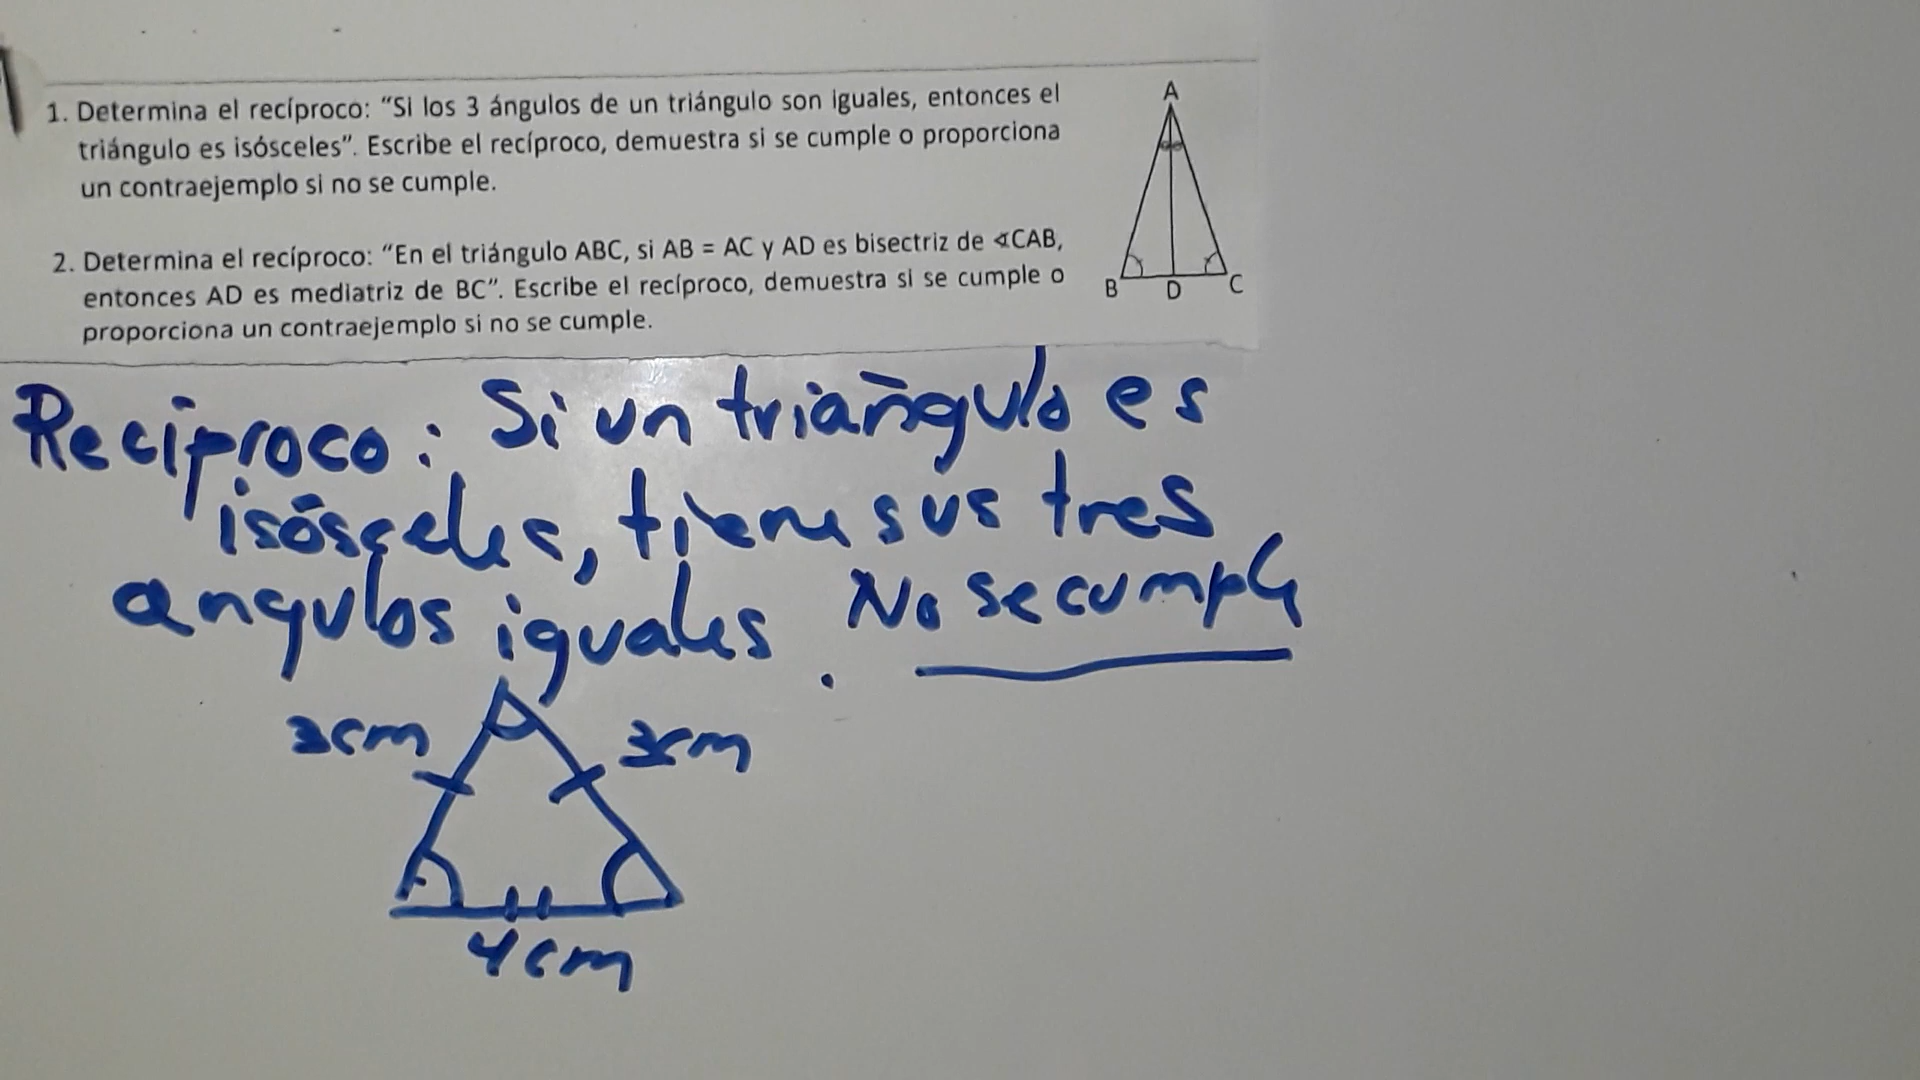 1. Determina el recíproco: “Si los 3 ángulos de un triángulo son iguales, entonces el
triángulo es isósceles”. Escribe el recíproco, demuestra si se cumple o proporciona
un contraejemplo si no se cumple.
2. Determina el recíproco: “En el triángulo ABC, si AB = AC y AD es bisectriz de ∢CAB,
entonces AD es mediatriz de BC”. Escribe el recíproco, demuestra si se cumple o
proporciona un contraejemplo si no se cumple.
A
B D C
Recíproco: Si un triángulo es
isósceles, tiene sus tres
angulos iguales. No se cumple
3cm 3cm
4cm